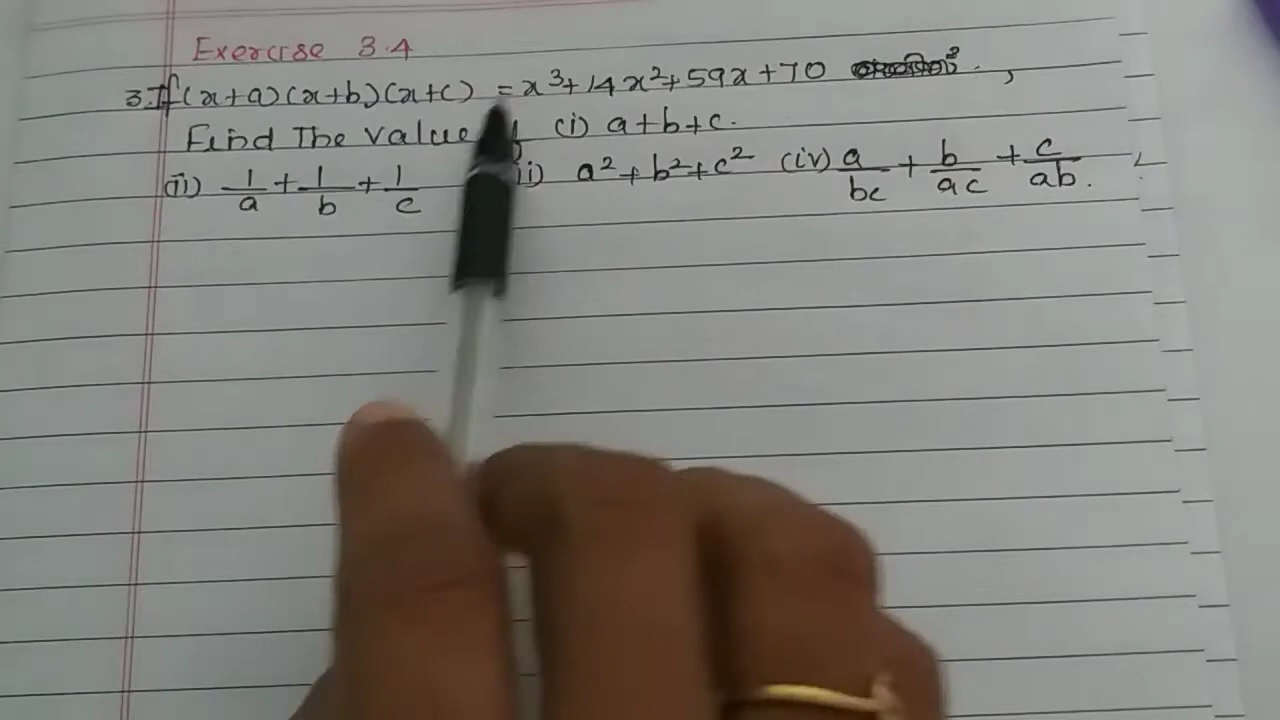 Exercise 3.4
3. If (x+a)(x+b)(x+c) = x³+14x²+59x+70 ,
Find The value (i) a+b+c.
(ii) 1/a + 1/b + 1/c ii) a²+b²+c² (iv) a/bc + b/ac + c/ab.